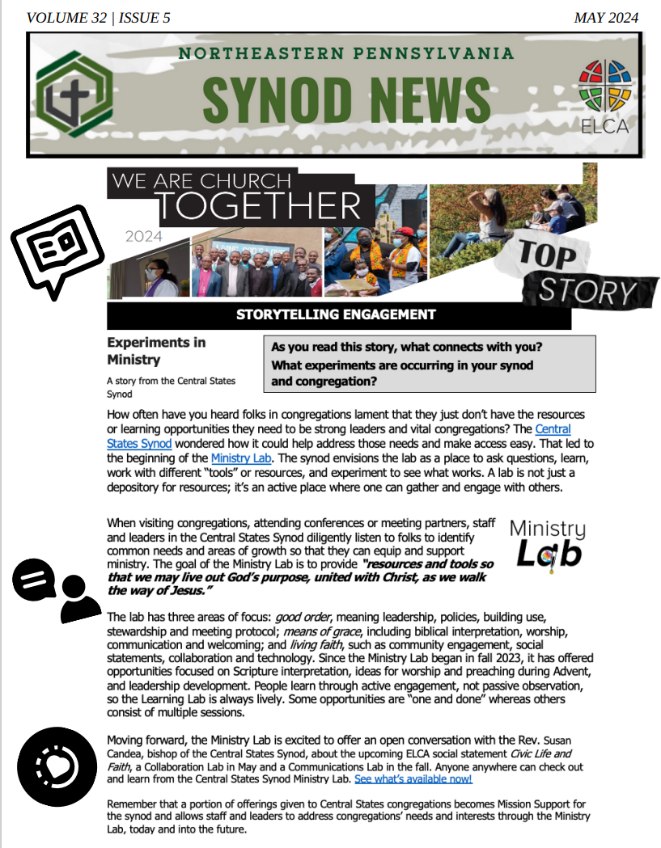 VOLUME 32 | ISSUE 5 MAY 2024
NORTHEASTERN PENNSYLVANIA
SYNOD NEWS
ELCA
WE ARE CHURCH
TOGETHER
2024
TOP
STORY
STORYTELLING ENGAGEMENT
Experiments in
Ministry
A story from the Central States
Synod
As you read this story, what connects with you?
What experiments are occurring in your synod
and congregation?
How often have you heard folks in congregations lament that they just don’t have the resources
or learning opportunities they need to be strong leaders and vital congregations? The Central
States Synod wondered how it could help address those needs and make access easy. That led to
the beginning of the Ministry Lab. The synod envisions the lab as a place to ask questions, learn,
work with different “tools” or resources, and experiment to see what works. A lab is not just a
depository for resources; it’s an active place where one can gather and engage with others.
When visiting congregations, attending conferences or meeting partners, staff
and leaders in the Central States Synod diligently listen to folks to identify
common needs and areas of growth so that they can equip and support
ministry. The goal of the Ministry Lab is to provide “resources and tools so
that we may live out God’s purpose, united with Christ, as we walk
the way of Jesus.”
Ministry
Lab
The lab has three areas of focus: good order, meaning leadership, policies, building use,
stewardship and meeting protocol; means of grace, including biblical interpretation, worship,
communication and welcoming; and living faith, such as community engagement, social
statements, collaboration and technology. Since the Ministry Lab began in fall 2023, it has offered
opportunities focused on Scripture interpretation, ideas for worship and preaching during Advent,
and leadership development. People learn through active engagement, not passive observation,
so the Learning Lab is always lively. Some opportunities are “one and done” whereas others
consist of multiple sessions.
Moving forward, the Ministry Lab is excited to offer an open conversation with the Rev. Susan
Candea, bishop of the Central States Synod, about the upcoming ELCA social statement Civic Life and
Faith, a Collaboration Lab in May and a Communications Lab in the fall. Anyone anywhere can check out
and learn from the Central States Synod Ministry Lab. See what’s available now!
Remember that a portion of offerings given to Central States congregations becomes Mission Support for
the synod and allows staff and leaders to address congregations’ needs and interests through the Ministry
Lab, today and into the future.